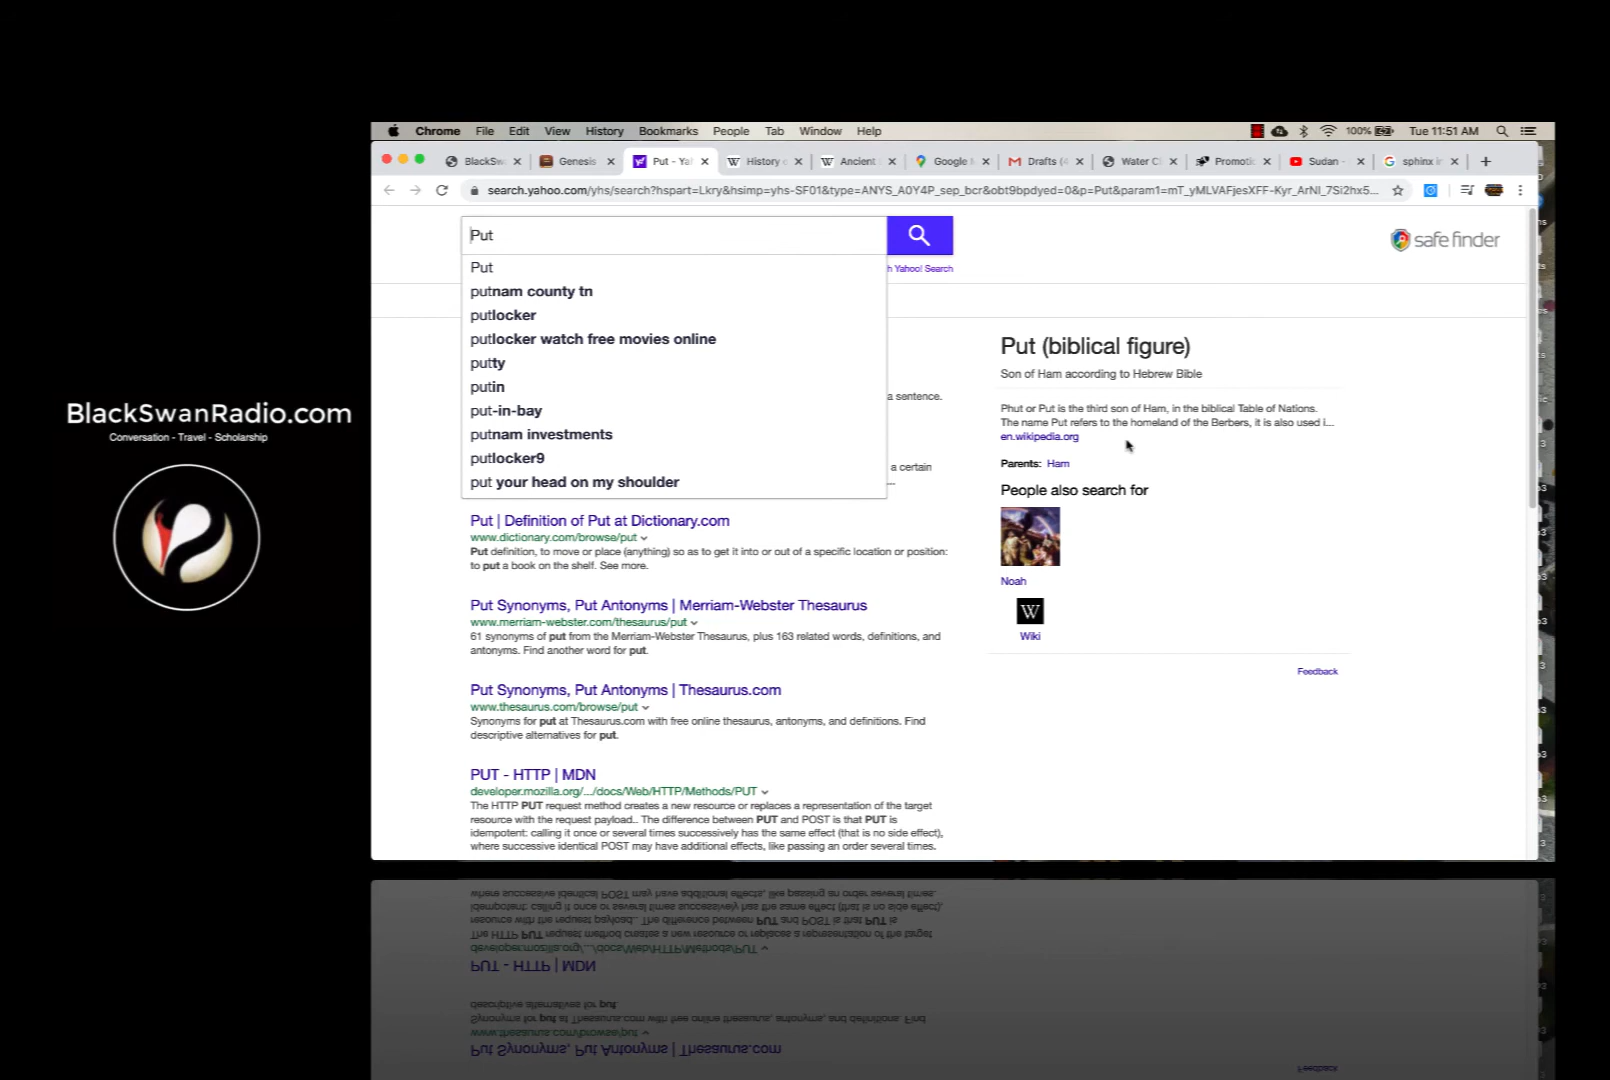 Chrome File Edit View History Bookmarks People Tab Window Help 100% Tue 11:51 AM
BlackSw Genesis Put - Ya History Ancient Google Drafts Water C Promoti Sudan - sphinx i
search.yahoo.com/yhs/search?hspart=Lkry&hsimp=yhs-SF01&type=ANYS_A0Y4P_sep_bcr&obt9bpdyed=0&p=Put&param1=mT_yMLVAFjesXFF-Kyr_ArNI_7Si2hx5...
Put
safe finder
Put
h Yahoo! Search
putnam county tn
putlocker
putlocker watch free movies online
putty
putin
put-in-bay
putnam investments
putlocker9
put your head on my shoulder
a sentence.
a certain
Put | Definition of Put at Dictionary.com
www.dictionary.com/browse/put
Put definition, to move or place (anything) so as to get it into or out of a specific location or position:
to put a book on the shelf. See more.
Put Synonyms, Put Antonyms | Merriam-Webster Thesaurus
www.merriam-webster.com/thesaurus/put
61 synonyms of put from the Merriam-Webster Thesaurus, plus 163 related words, definitions, and
antonyms. Find another word for put.
Put Synonyms, Put Antonyms | Thesaurus.com
www.thesaurus.com/browse/put
Synonyms for put at Thesaurus.com with free online thesaurus, antonyms, and definitions. Find
descriptive alternatives for put.
PUT - HTTP | MDN
developer.mozilla.org/.../docs/Web/HTTP/Methods/PUT
The HTTP PUT request method creates a new resource or replaces a representation of the target
resource with the request payload.. The difference between PUT and POST is that PUT is
idempotent: calling it once or several times successively has the same effect (that is no side effect),
where successive identical POST may have additional effects, like passing an order several times.
Put (biblical figure)
Son of Ham according to Hebrew Bible
Phut or Put is the third son of Ham, in the biblical Table of Nations.
The name Put refers to the homeland of the Berbers, it is also used i...
en.wikipedia.org
Parents: Ham
People also search for
Noah
W
Wiki
Feedback
BlackSwanRadio.com
Conversation - Travel - Scholarship